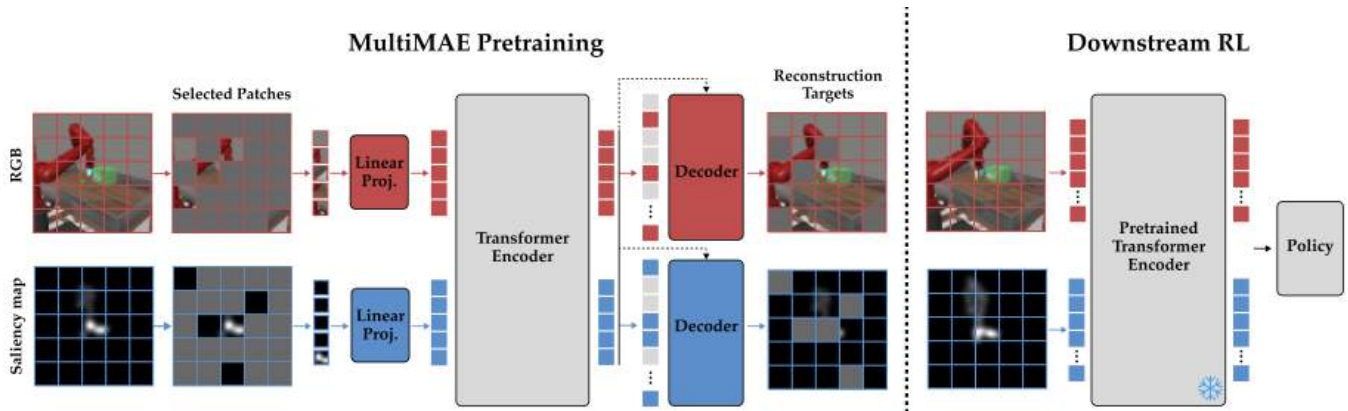 MultiMAE Pretraining
Downstream RL
Selected Patches
Reconstruction
Targets
RGB
Linear
Proj.
Transformer
Encoder
Decoder
Pretrained
Transformer
Encoder
Policy
Saliency map
Linear
Proj.
Decoder